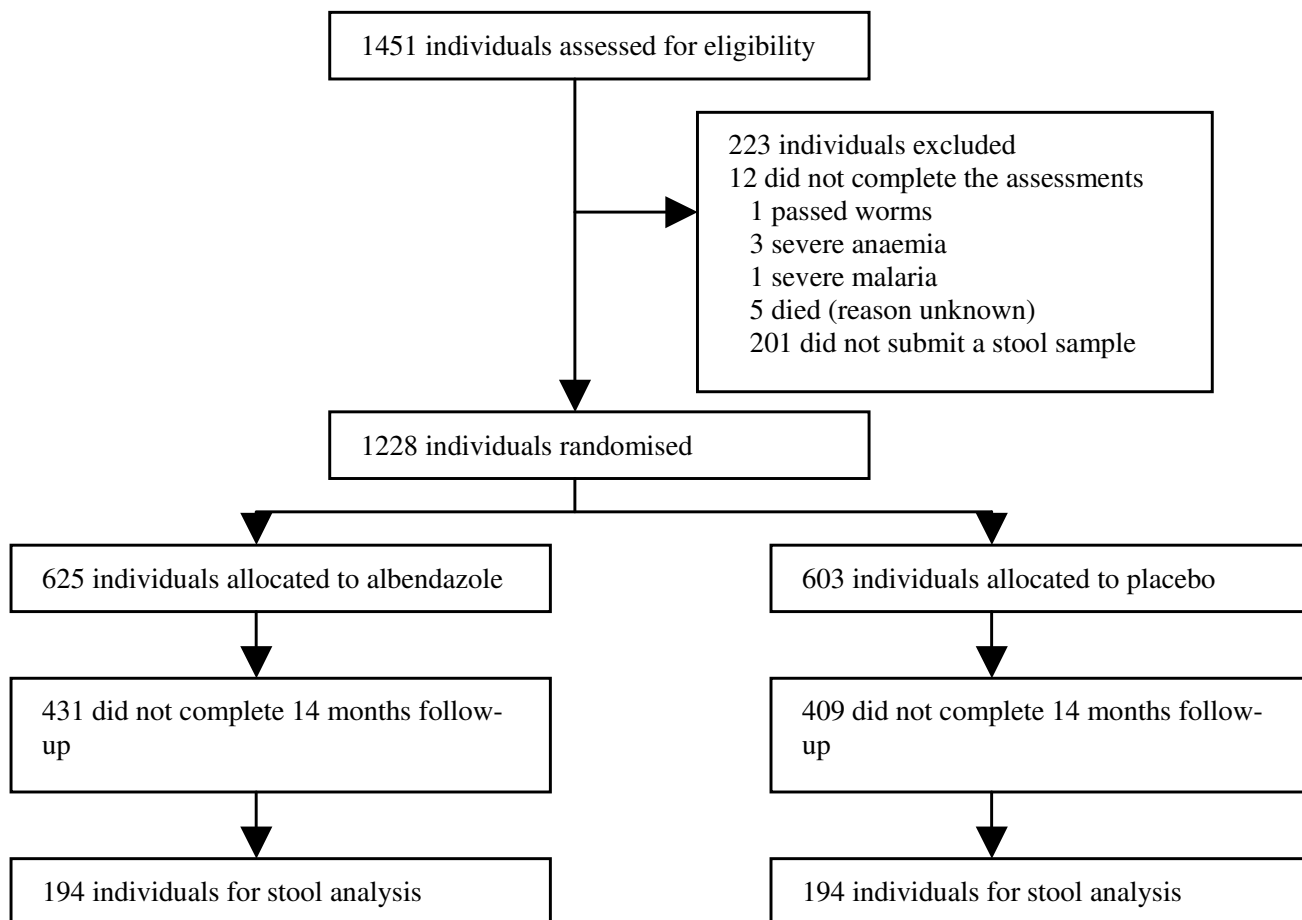 1451 individuals assessed for eligibility
223 individuals excluded
12 did not complete the assessments
1 passed worms
3 severe anaemia
1 severe malaria
5 died (reason unknown)
201 did not submit a stool sample
1228 individuals randomised
625 individuals allocated to albendazole
603 individuals allocated to placebo
431 did not complete 14 months follow-
up
409 did not complete 14 months follow-
up
194 individuals for stool analysis
194 individuals for stool analysis